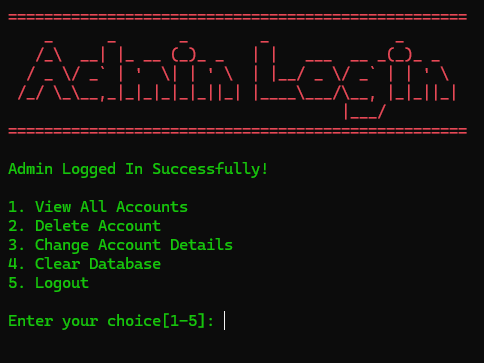 Admin Login
Admin Logged In Successfully!
1. View All Accounts
2. Delete Account
3. Change Account Details
4. Clear Database
5. Logout
Enter your choice[1-5]: